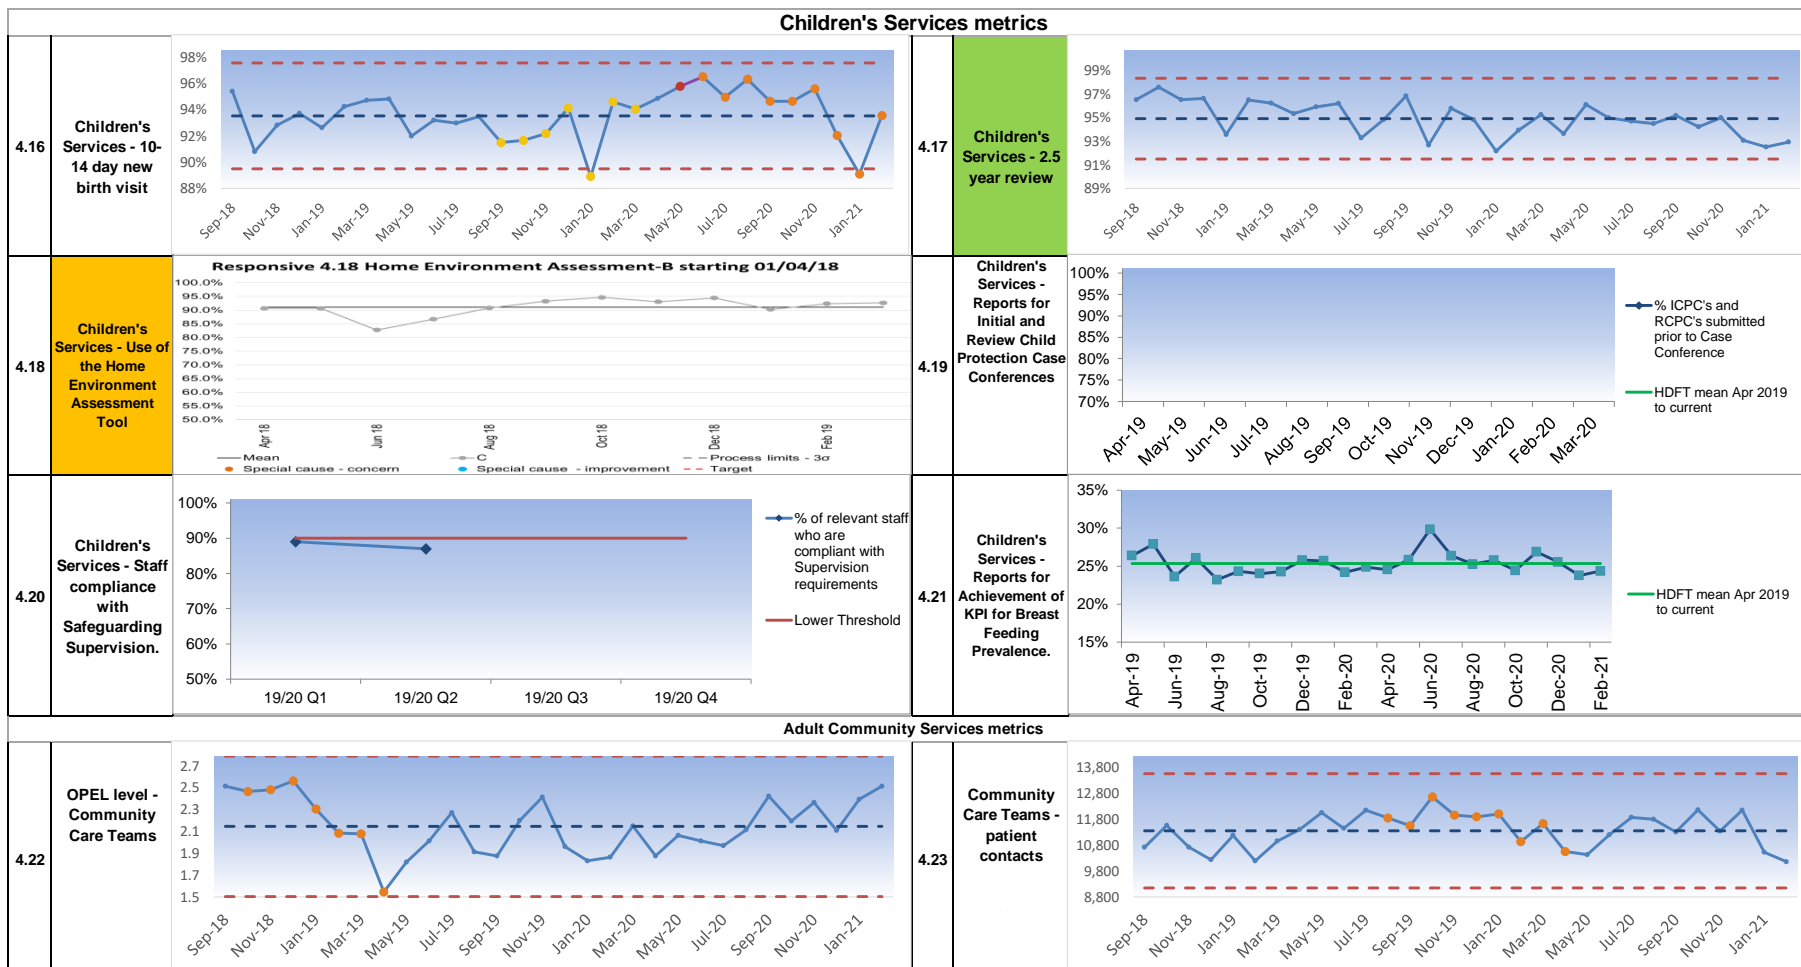 Children's Services metrics
4.16
Children's
Services - 10-
14 day new
birth visit
98%
96%
94%
92%
90%
88%
Sep-18
Nov-18
Jan-19
Mar-19
May-19
Jul-19
Sep-19
Nov-19
Jan-20
Mar-20
May-20
Jul-20
Sep-20
Nov-20
Jan-21
4.17
Children's
Services - 2.5
year review
99%
97%
95%
93%
91%
89%
Sep-18
Nov-18
Jan-19
Mar-19
May-19
Jul-19
Sep-19
Nov-19
Jan-20
Mar-20
May-20
Jul-20
Sep-20
Nov-20
Jan-21
4.18
Children's
Services - Use of
the Home
Environment
Assessment
Tool
Responsive 4.18 Home Environment Assessment-B starting 01/04/18
100.0%
95.0%
90.0%
85.0%
80.0%
75.0%
70.0%
65.0%
60.0%
55.0%
50.0%
Apr 18
Jun 18
Aug 18
Oct 18
Dec 18
Feb 19
Mean
C
Process limits - 3σ
Special cause - concern
Special cause - improvement
Target
4.19
Children's
Services -
Reports for
Initial and
Review Child
Protection Case
Conferences
100%
95%
90%
85%
80%
75%
70%
Apr-19
May-19
Jun-19
Jul-19
Aug-19
Sep-19
Oct-19
Nov-19
Dec-19
Jan-20
Feb-20
Mar-20
% ICPC's and
RCPC's submitted
prior to Case
Conference
HDFT mean Apr 2019
to current
4.20
Children's
Services - Staff
compliance
with
Safeguarding
Supervision.
100%
90%
80%
70%
60%
50%
19/20 Q1
19/20 Q2
19/20 Q3
19/20 Q4
% of relevant staff
who are
compliant with
Supervision
requirements
Lower Threshold
4.21
Children's
Services -
Reports for
Achievement of
KPI for Breast
Feeding
Prevalence.
35%
30%
25%
20%
15%
Apr-19
Jun-19
Aug-19
Oct-19
Dec-19
Feb-20
Apr-20
Jun-20
Aug-20
Oct-20
Dec-20
Feb-21
HDFT mean Apr 2019
to current
Adult Community Services metrics
4.22
OPEL level -
Community
Care Teams
2.7
2.5
2.3
2.1
1.9
1.7
1.5
Sep-18
Nov-18
Jan-19
Mar-19
May-19
Jul-19
Sep-19
Nov-19
Jan-20
Mar-20
May-20
Jul-20
Sep-20
Nov-20
Jan-21
4.23
Community
Care Teams -
patient
contacts
13,800
12,800
11,800
10,800
9,800
8,800
Sep-18
Nov-18
Jan-19
Mar-19
May-19
Jul-19
Sep-19
Nov-19
Jan-20
Mar-20
May-20
Jul-20
Sep-20
Nov-20
Jan-21